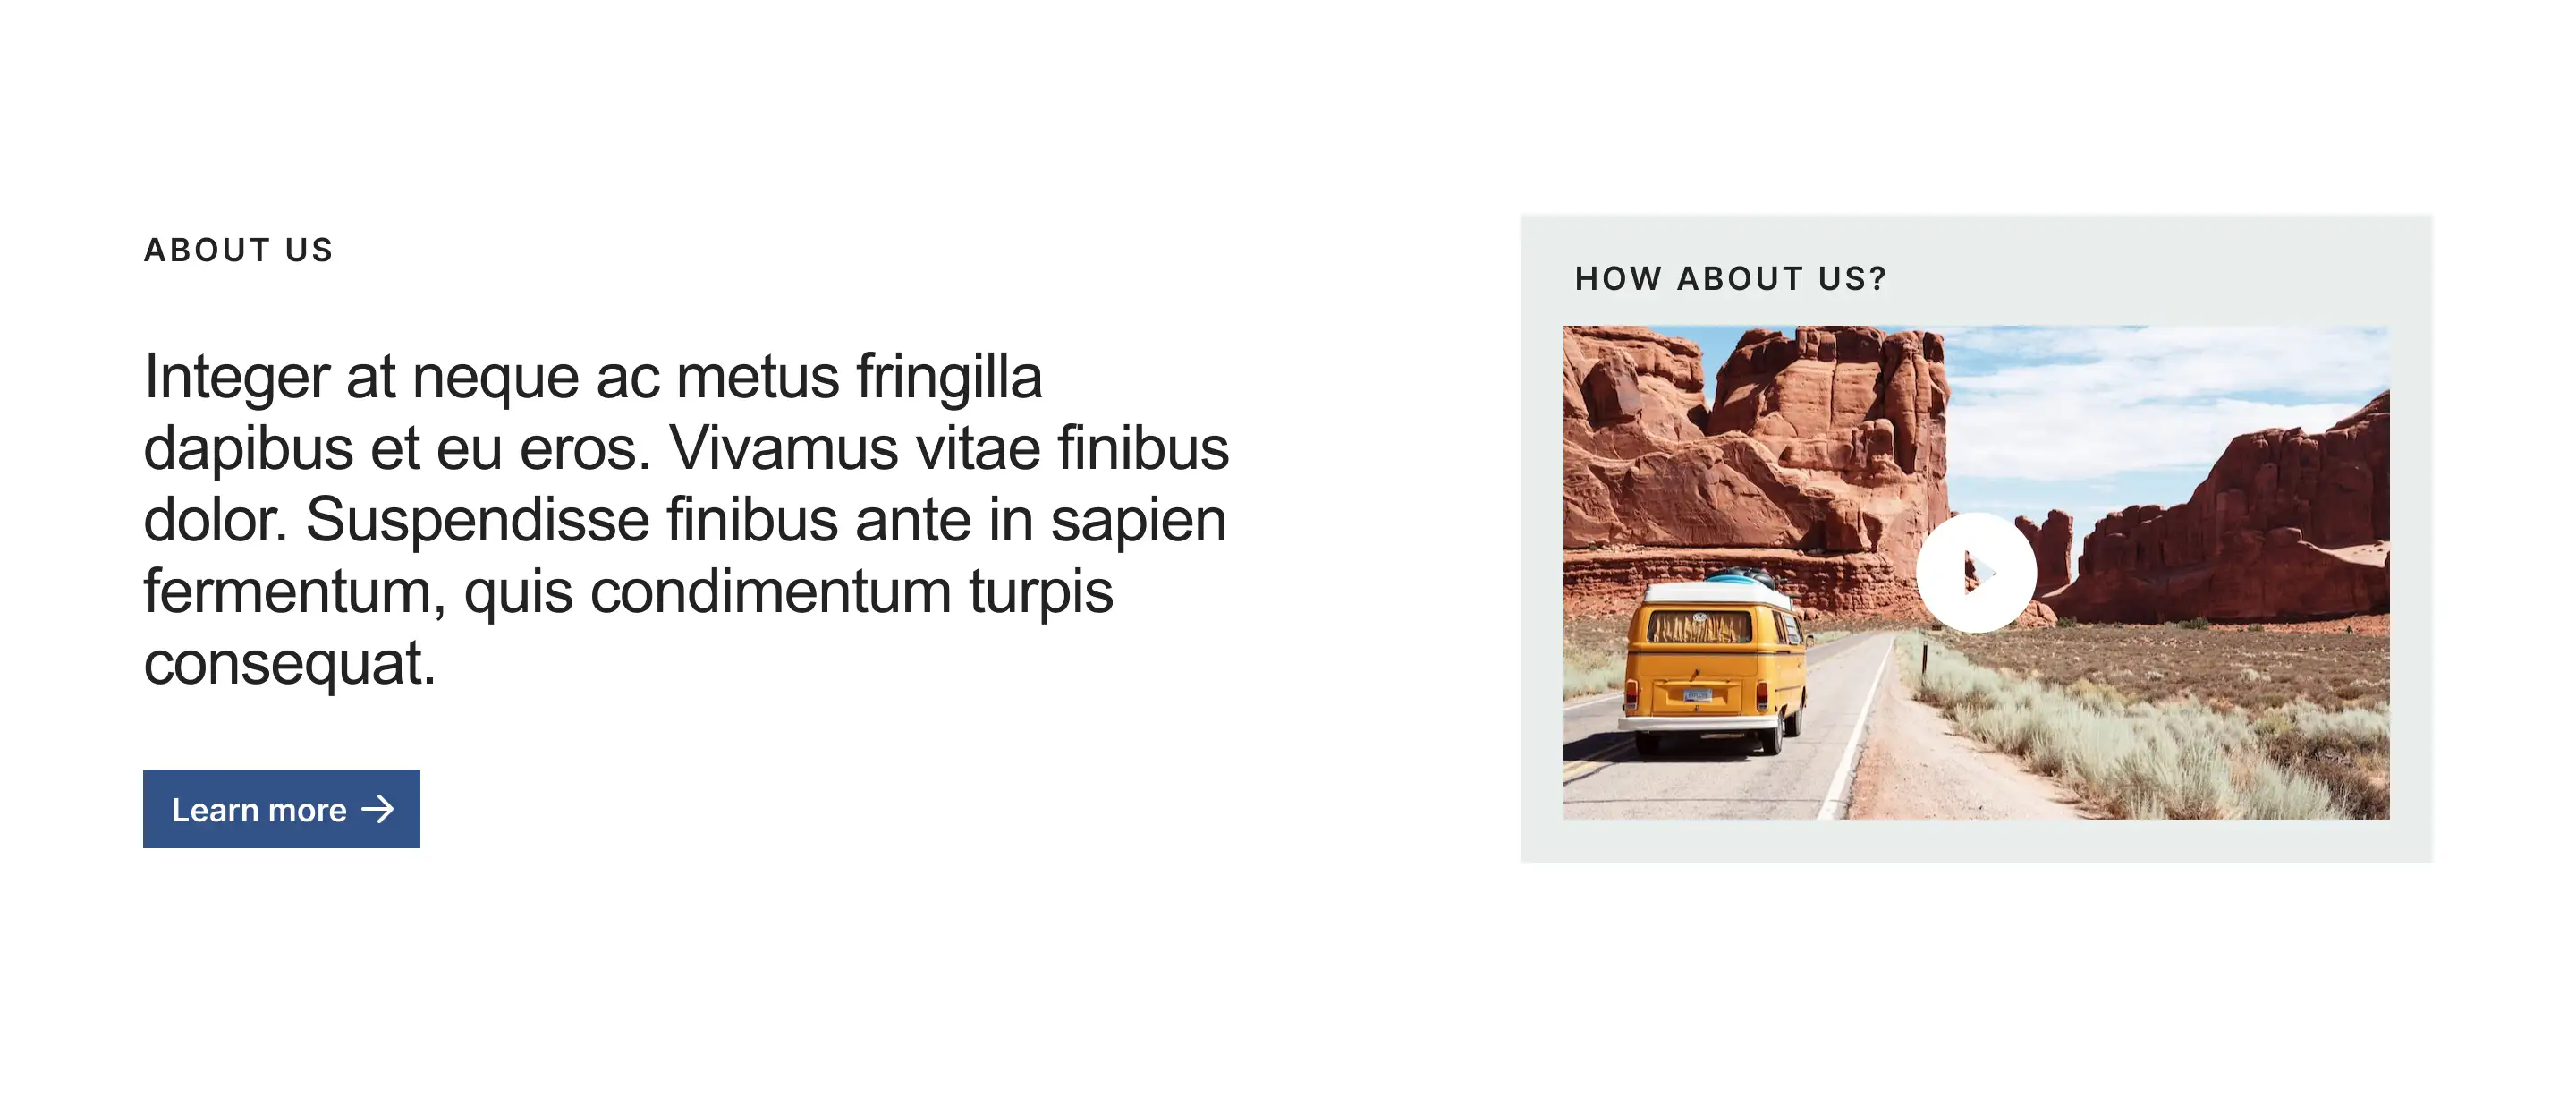 ABOUT US
Integer at neque ac metus fringilla
dapibus et eu eros. Vivamus vitae finibus
dolor. Suspendisse finibus ante in sapien
fermentum, quis condimentum turpis
consequat.
Learn more →
HOW ABOUT US?